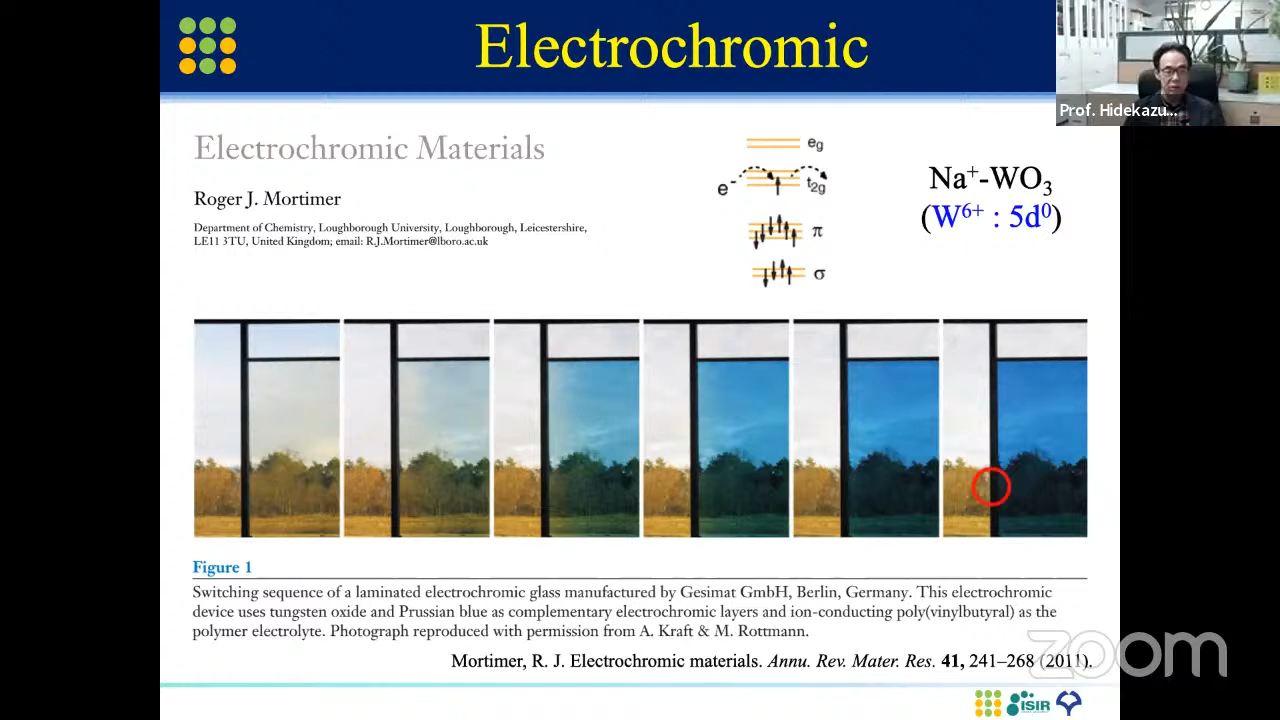 Electrochromic
Prof. Hidekazu...
Electrochromic Materials
Roger J. Mortimer
Department of Chemistry, Loughborough University, Loughborough, Leicestershire,
LE11 3TU, United Kingdom; email: R.J.Mortimer@lboro.ac.uk
eg
e-
t2g
π
σ
Na+-WO3
(W6+ : 5d0)
Figure 1
Switching sequence of a laminated electrochromic glass manufactured by Gesimat GmbH, Berlin, Germany. This electrochromic
device uses tungsten oxide and Prussian blue as complementary electrochromic layers and ion-conducting poly(vinylbutyral) as the
polymer electrolyte. Photograph reproduced with permission from A. Kraft & M. Rottmann.
Mortimer, R. J. Electrochromic materials. Annu. Rev. Mater. Res. 41, 241–268 (2011).
zoom
ISIR